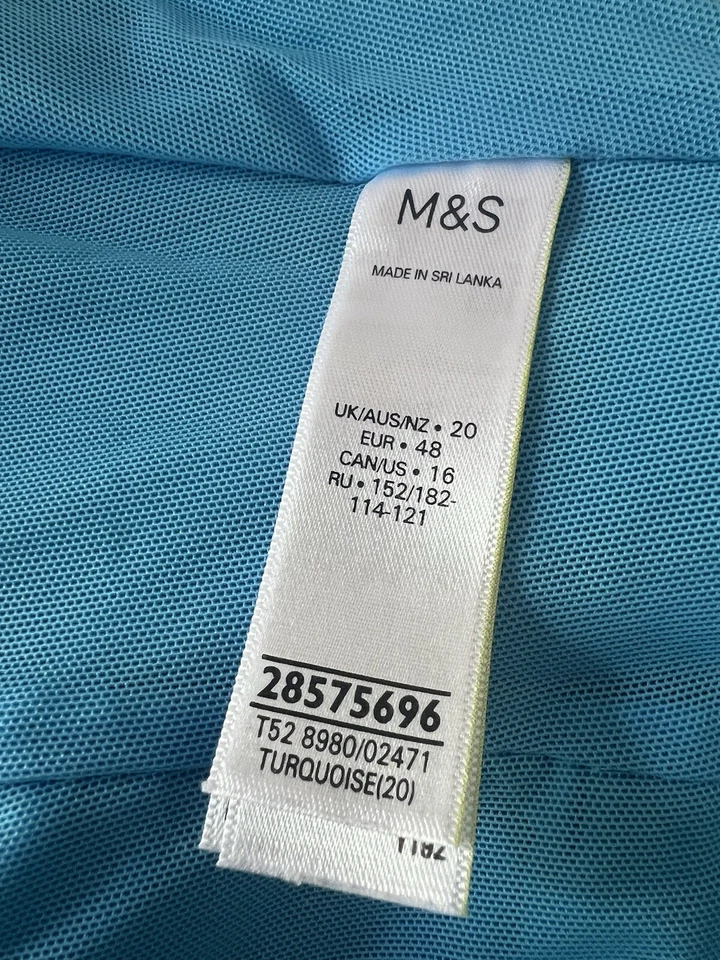 M&S
MADE IN SRI LANKA
UK/AUS/NZ • 20
EUR • 48
CAN/US • 16
RU • 152/182-
114-121
28575696
T52 8980/02471
TURQUOISE(20)